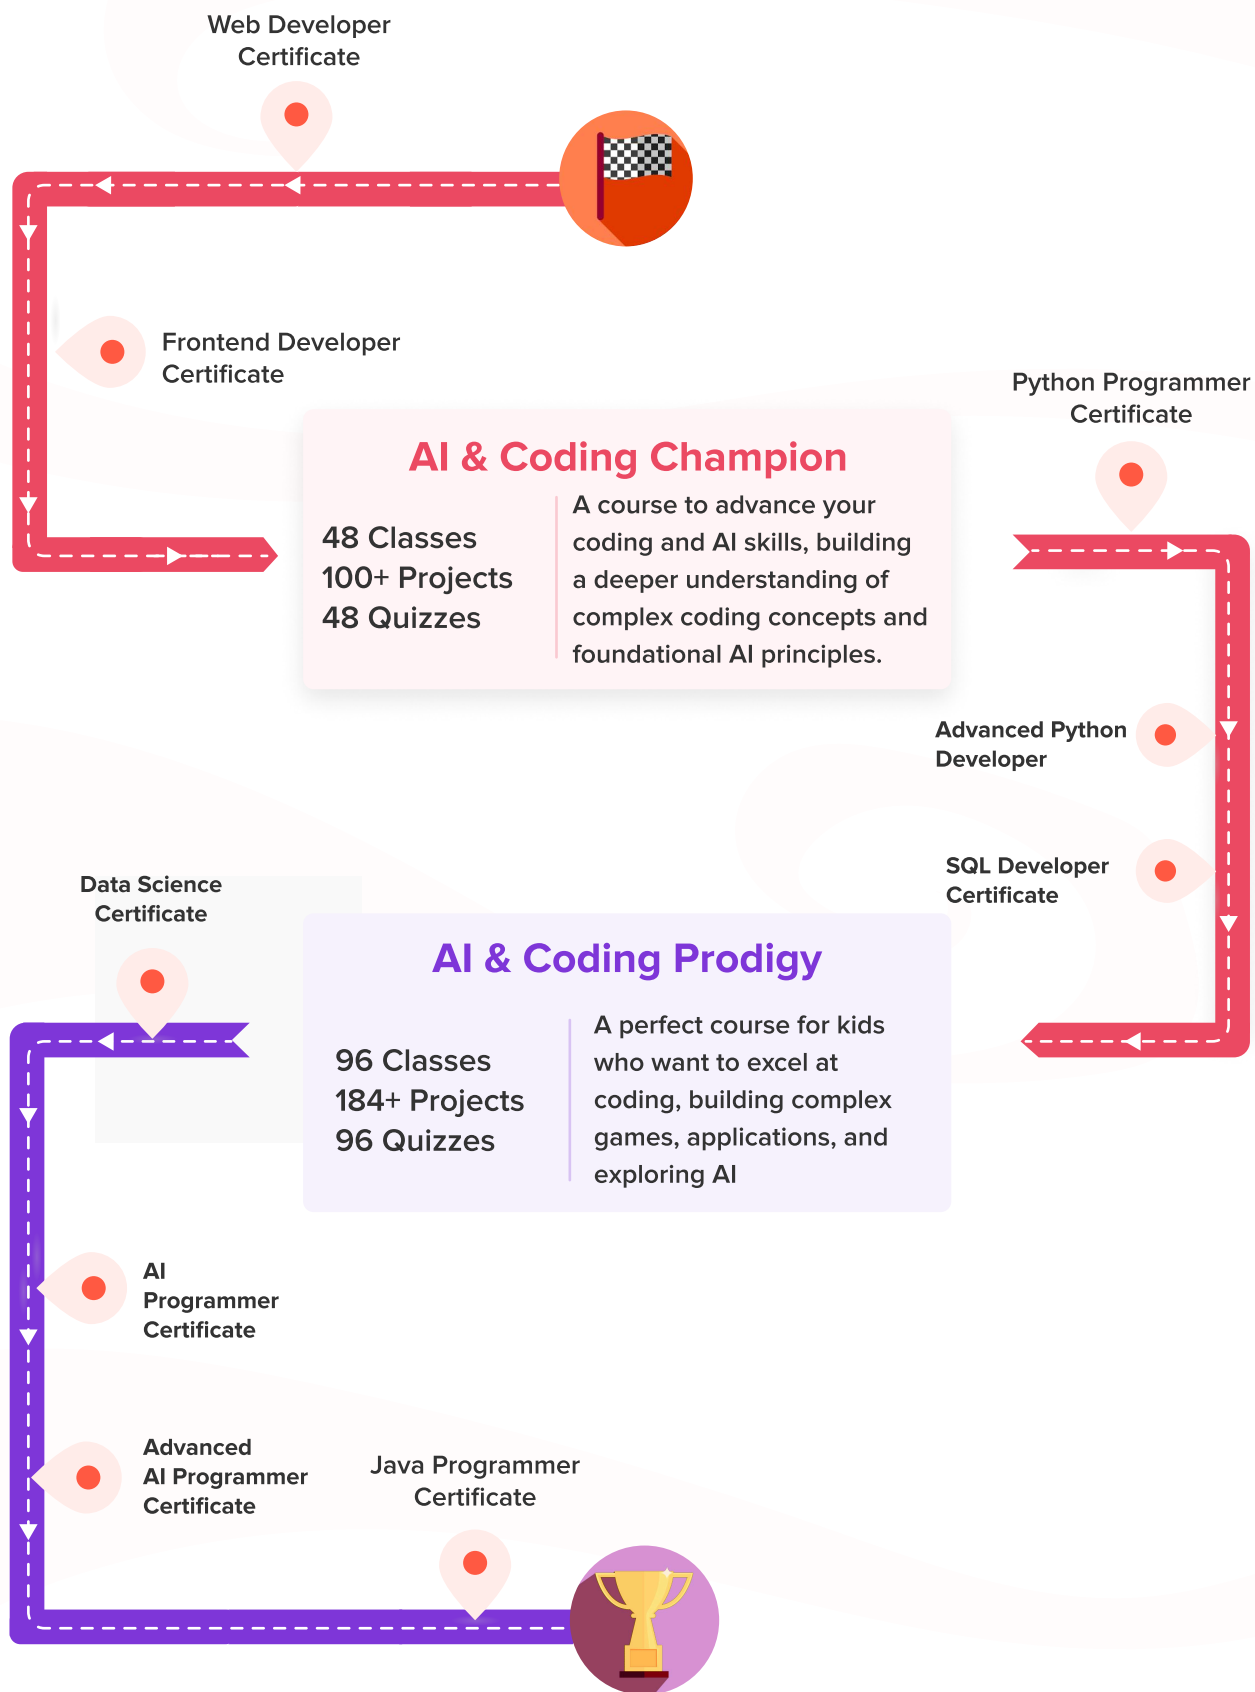 Web Developer
Certificate
Frontend Developer
Certificate
AI & Coding Champion
48 Classes
100+ Projects
48 Quizzes
A course to advance your
coding and AI skills, building
a deeper understanding of
complex coding concepts and
foundational AI principles.
Python Programmer
Certificate
Advanced Python
Developer
SQL Developer
Certificate
AI & Coding Prodigy
96 Classes
184+ Projects
96 Quizzes
A perfect course for kids
who want to excel at
coding, building complex
games, applications, and
exploring AI
Data Science
Certificate
AI
Programmer
Certificate
Advanced
AI Programmer
Certificate
Java Programmer
Certificate